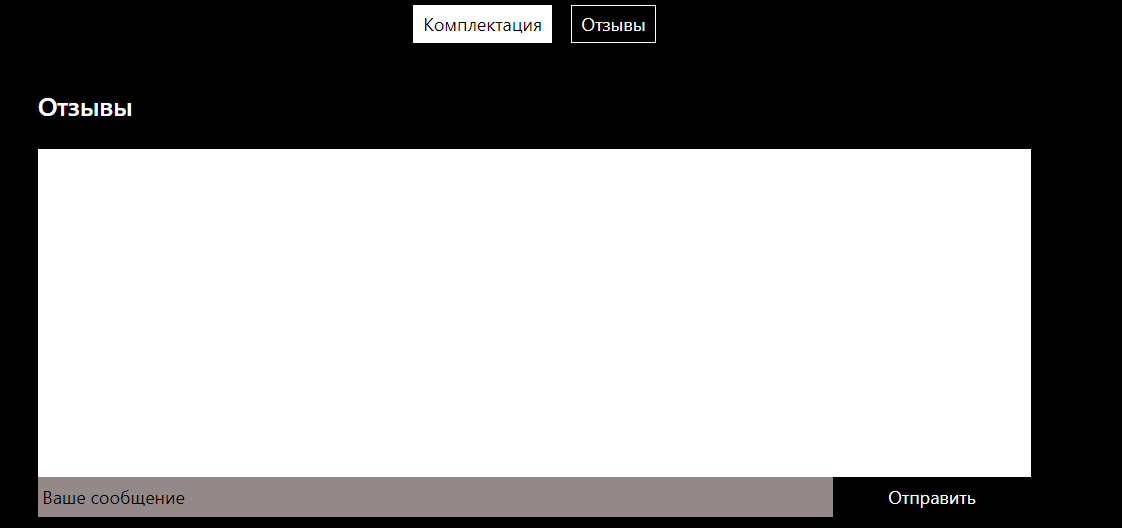 Комплектация Отзывы
Отзывы
Ваше сообщение Отправить